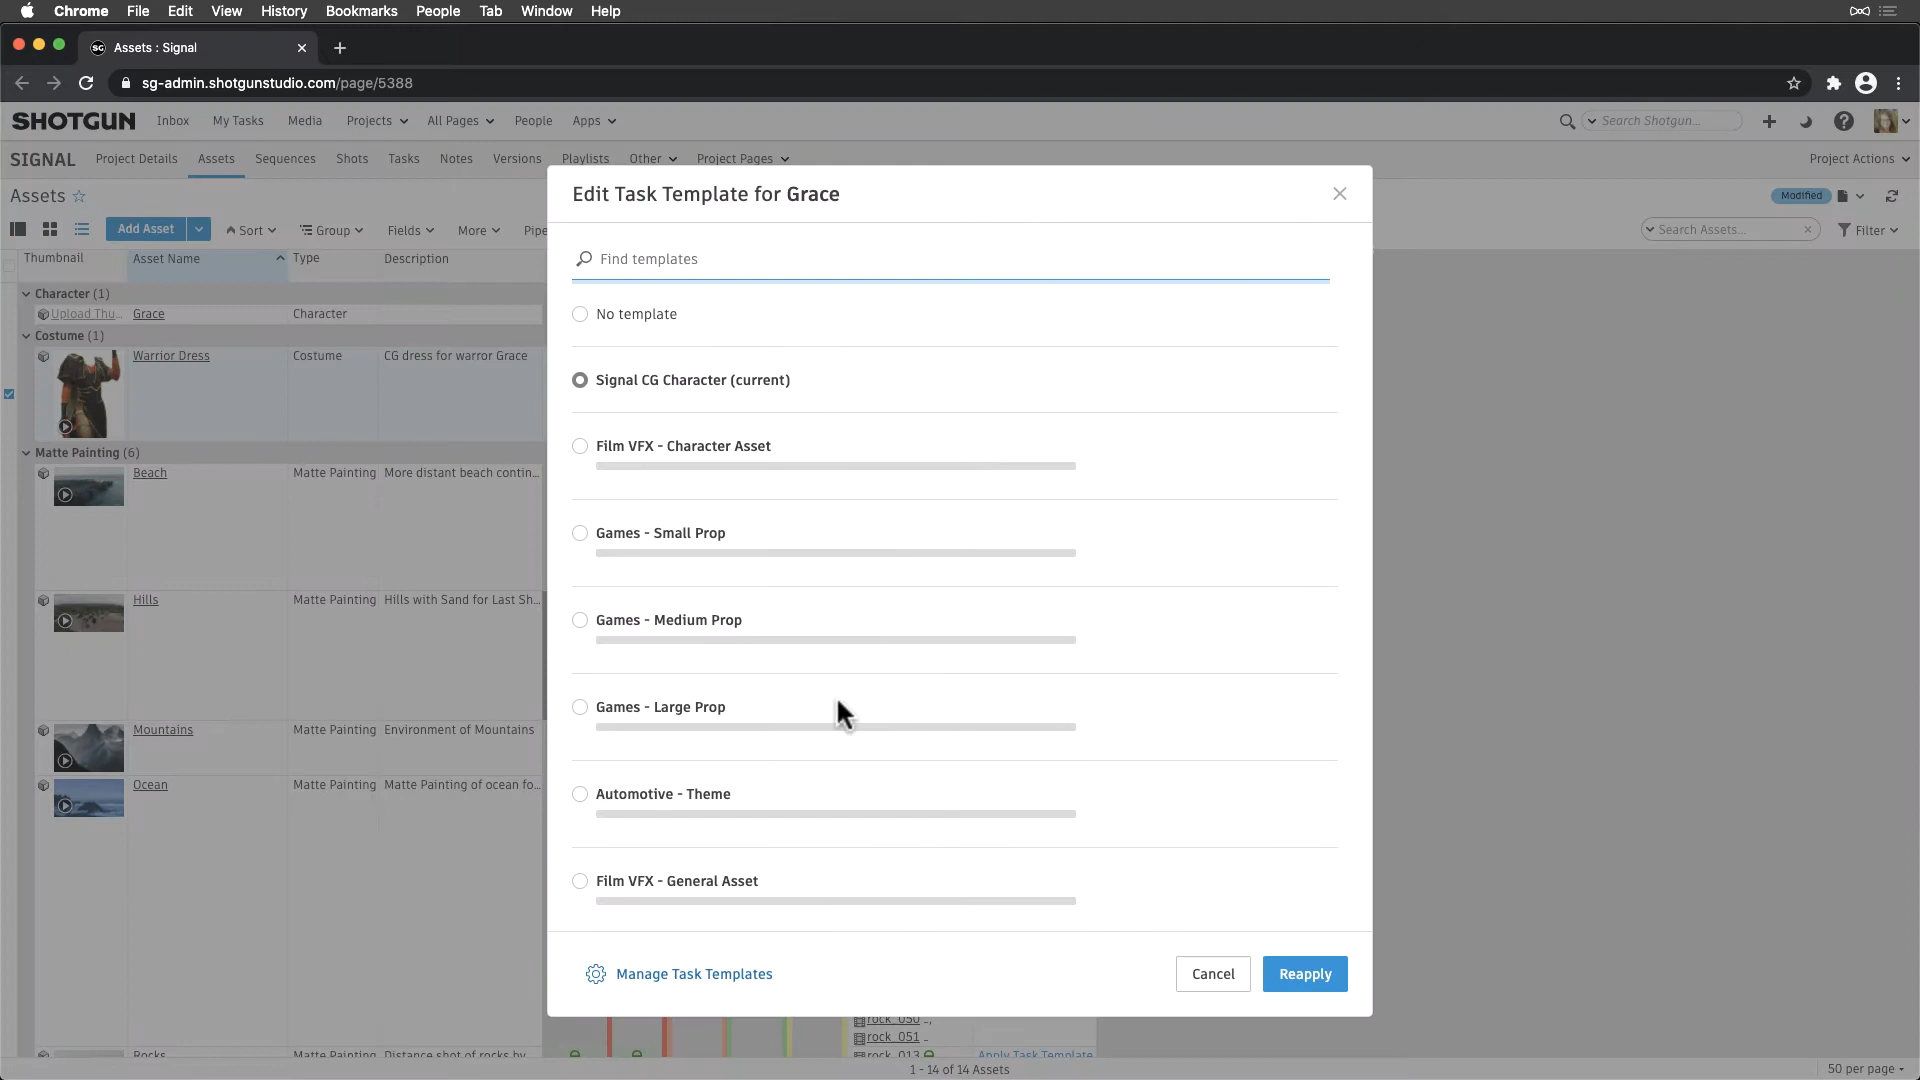 Chrome File Edit View History Bookmarks People Tab Window Help
SG Assets : Signal
sg-admin.shotgunstudio.com/page/5388
SHOTGUN Inbox My Tasks Media Projects All Pages People Apps Search Shotgun...
SIGNAL Project Details Assets Sequences Shots Tasks Notes Versions Playlists Other Project Pages Project Actions
Assets Modified
Add Asset Sort Group Fields More Pipe Search Assets... Filter
Thumbnail Asset Name Type Description
Character (1)
Upload Thu... Grace Character
Costume (1)
Warrior Dress Costume CG dress for warror Grace
Matte Painting (6)
Beach Matte Painting More distant beach contin...
Hills Matte Painting Hills with Sand for Last Sh...
Mountains Matte Painting Environment of Mountains
Ocean Matte Painting Matte Painting of ocean fo...
Rocks Matte Painting Distance shot of rocks by
Edit Task Template for Grace
Find templates
No template
Signal CG Character (current)
Film VFX - Character Asset
Games - Small Prop
Games - Medium Prop
Games - Large Prop
Automotive - Theme
Film VFX - General Asset
Manage Task Templates Cancel Reapply
rock_050 -,
rock_051 -
rock_013 Apply Task Template
1 - 14 of 14 Assets 50 per page